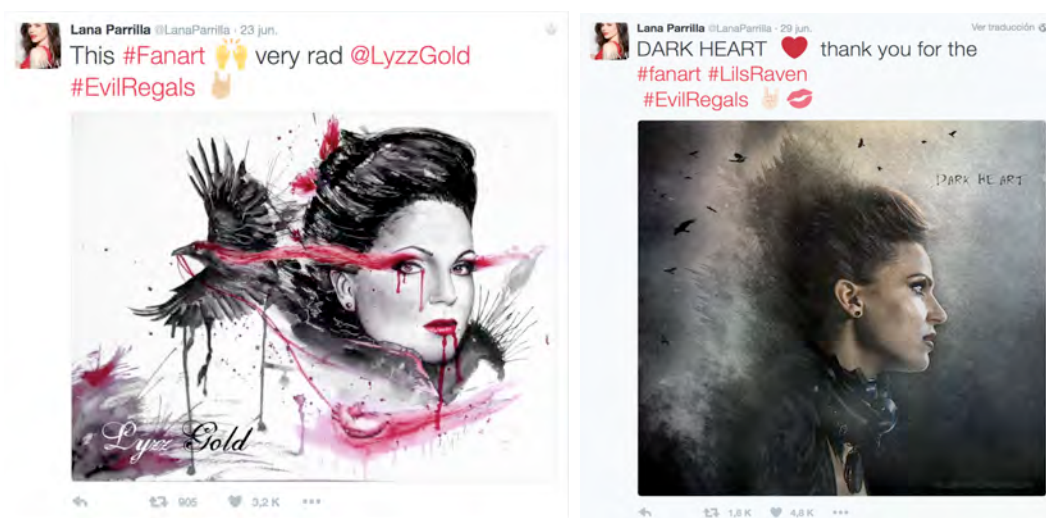 Lana Parrilla @LanaParrilla · 23 jun.
This #Fanart 🙌 very rad @LyzzGold
#EvilRegals 🤘
Lyzz Gold
905 3,2 K
Lana Parrilla @LanaParrilla · 29 jun.
Ver traducción
DARK HEART ❤️ thank you for the
#fanart #LilsRaven
#EvilRegals 🤘 💋
DARK HEART
1,8 K 4,8 K